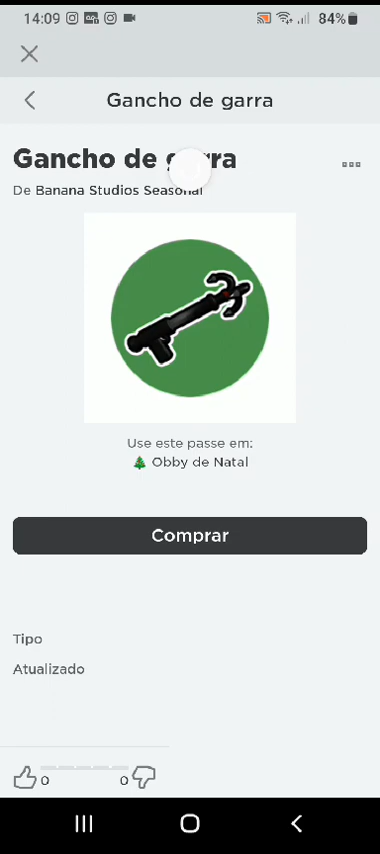 14:09
84%
Gancho de garra
Gancho de garra
De Banana Studios Seasonal
Use este passe em:
🎄 Obby de Natal
Comprar
Tipo
Atualizado
0
0